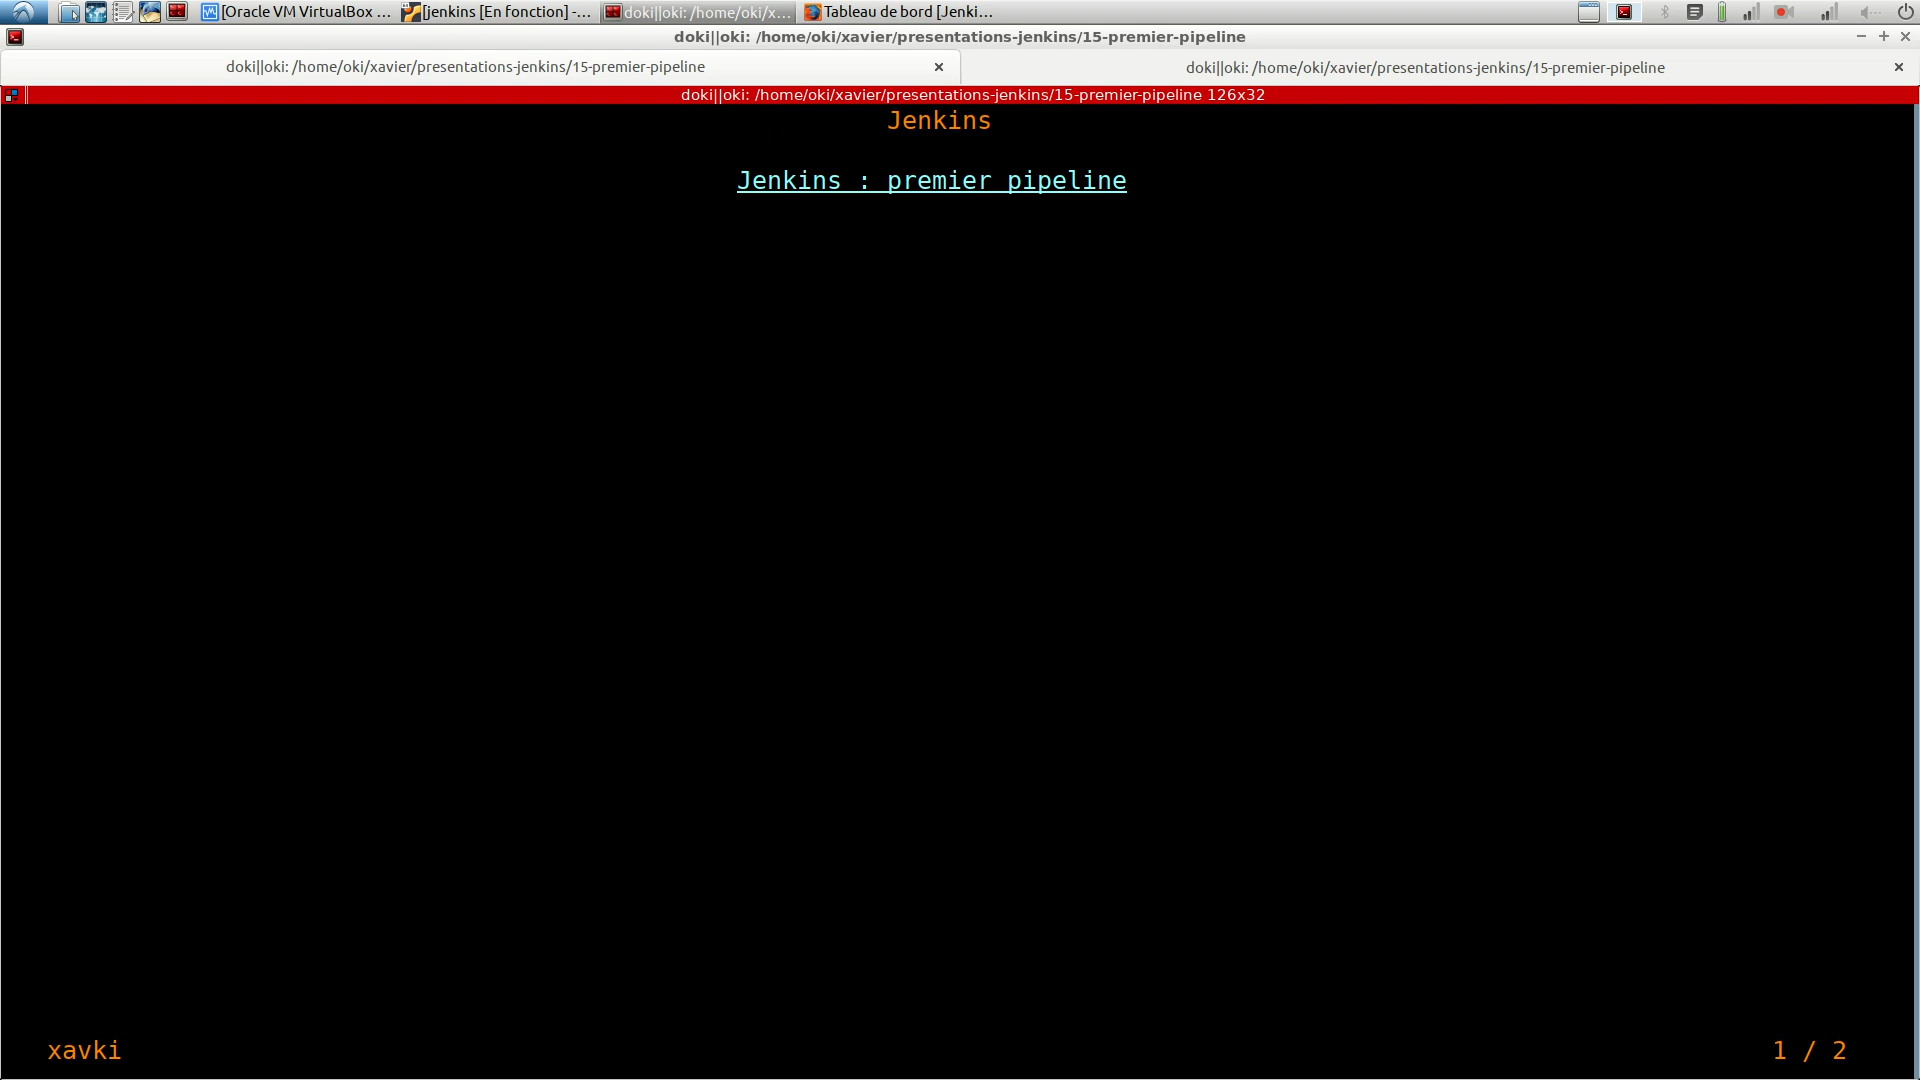 [Oracle VM VirtualBox ... [jenkins [En fonction] -... doki||oki: /home/oki/x... Tableau de bord [Jenki...
doki||oki: /home/oki/xavier/presentations-jenkins/15-premier-pipeline
doki||oki: /home/oki/xavier/presentations-jenkins/15-premier-pipeline doki||oki: /home/oki/xavier/presentations-jenkins/15-premier-pipeline
doki||oki: /home/oki/xavier/presentations-jenkins/15-premier-pipeline 126x32
Jenkins
Jenkins : premier pipeline
xavki 1 / 2